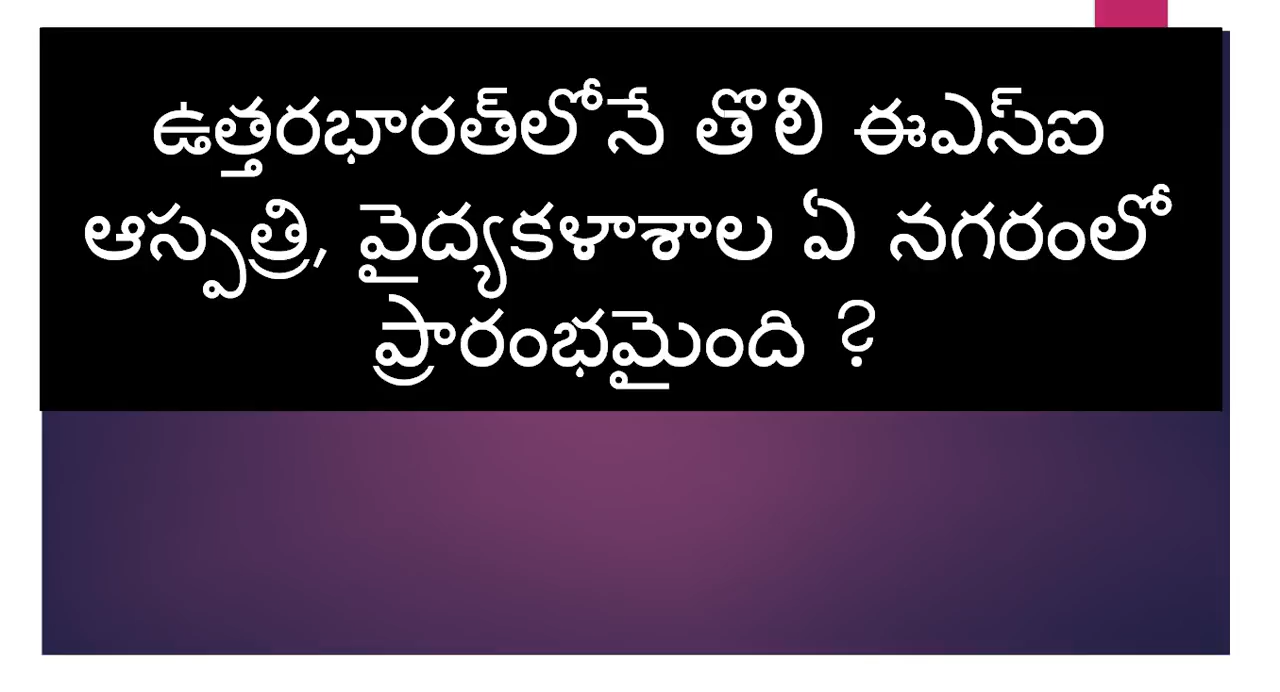 ఉత్తరభారత్‌లోనే తొలి ఈఎస్ఐ
ఆస్పత్రి, వైద్యకళాశాల ఏ నగరంలో
ప్రారంభమైంది ?